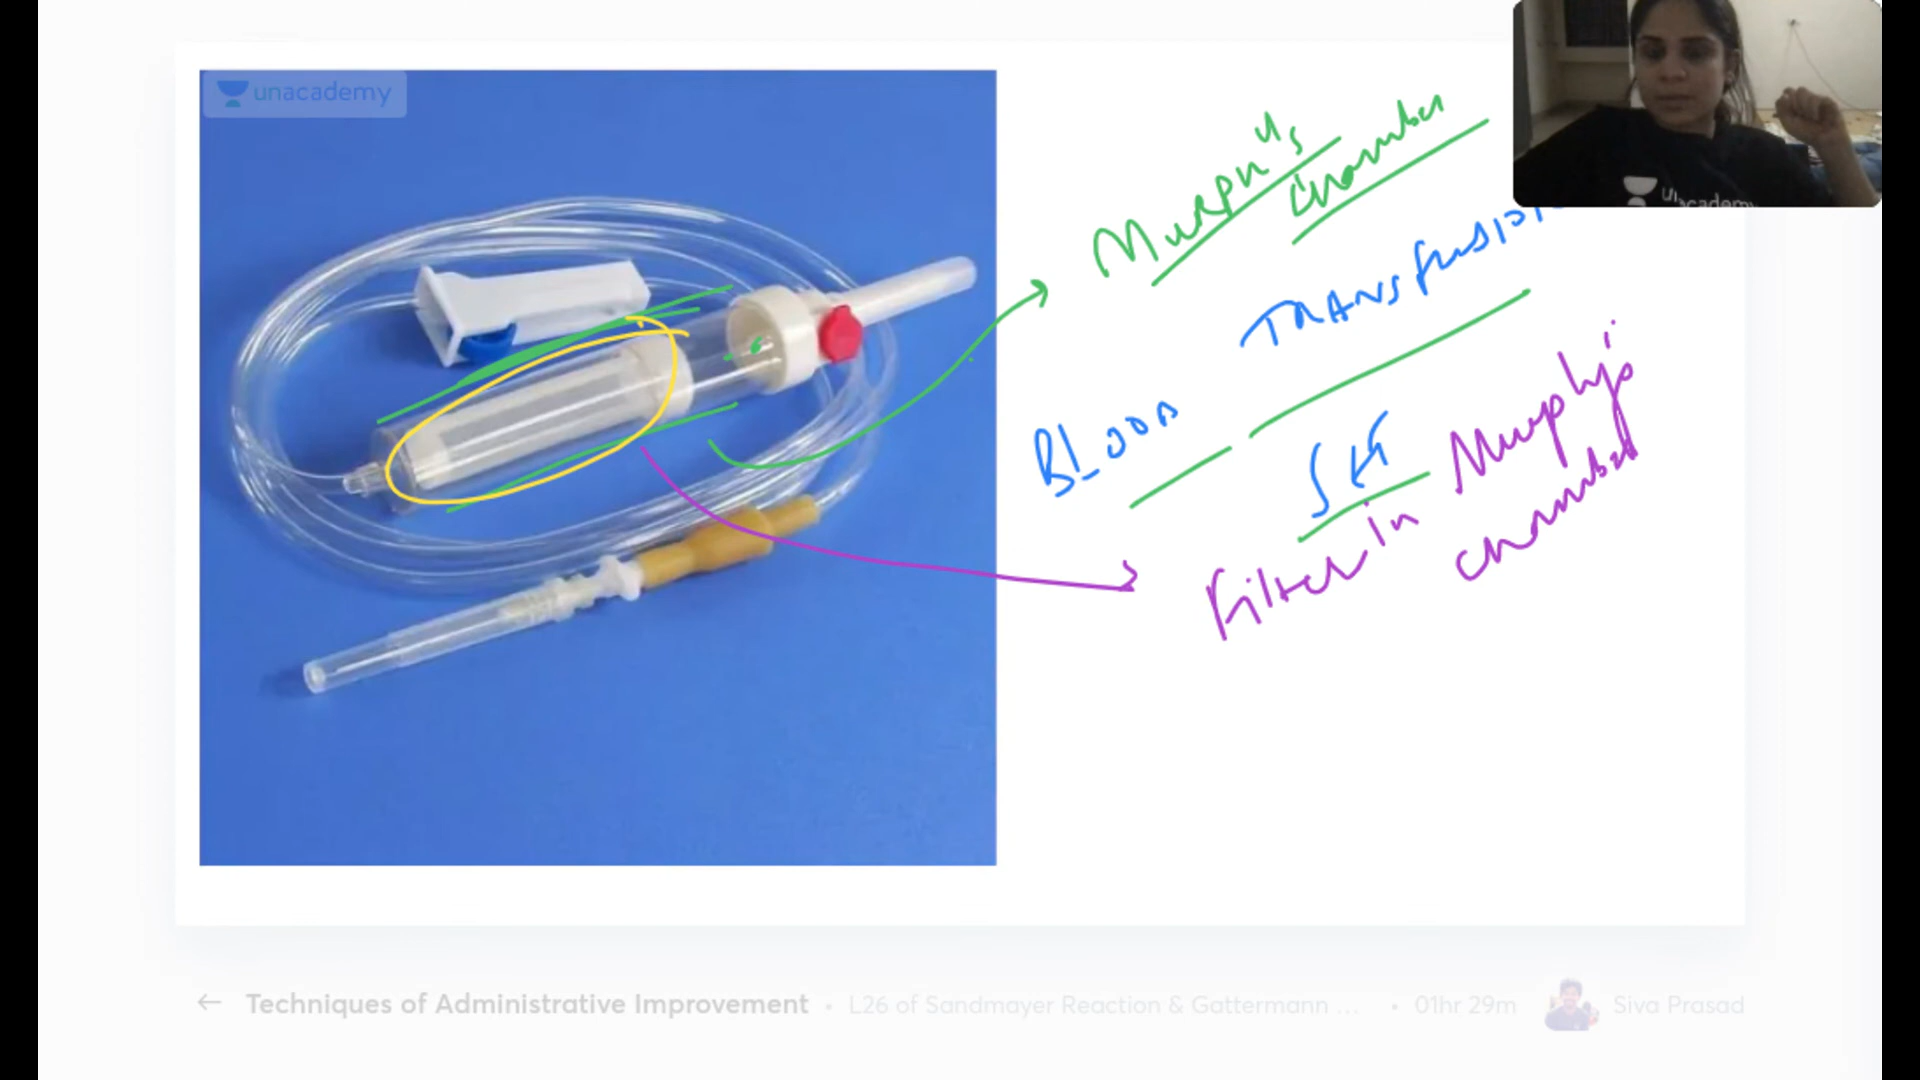 unacademy
Murphy's
Chamber
BLOOD TRANSfusion
SET
Filter in Murphy's
chamber
unacademy
← Techniques of Administrative Improvement • L26 of Sandmayer Reaction & Gattermann ... • 01hr 29m Siva Prasad